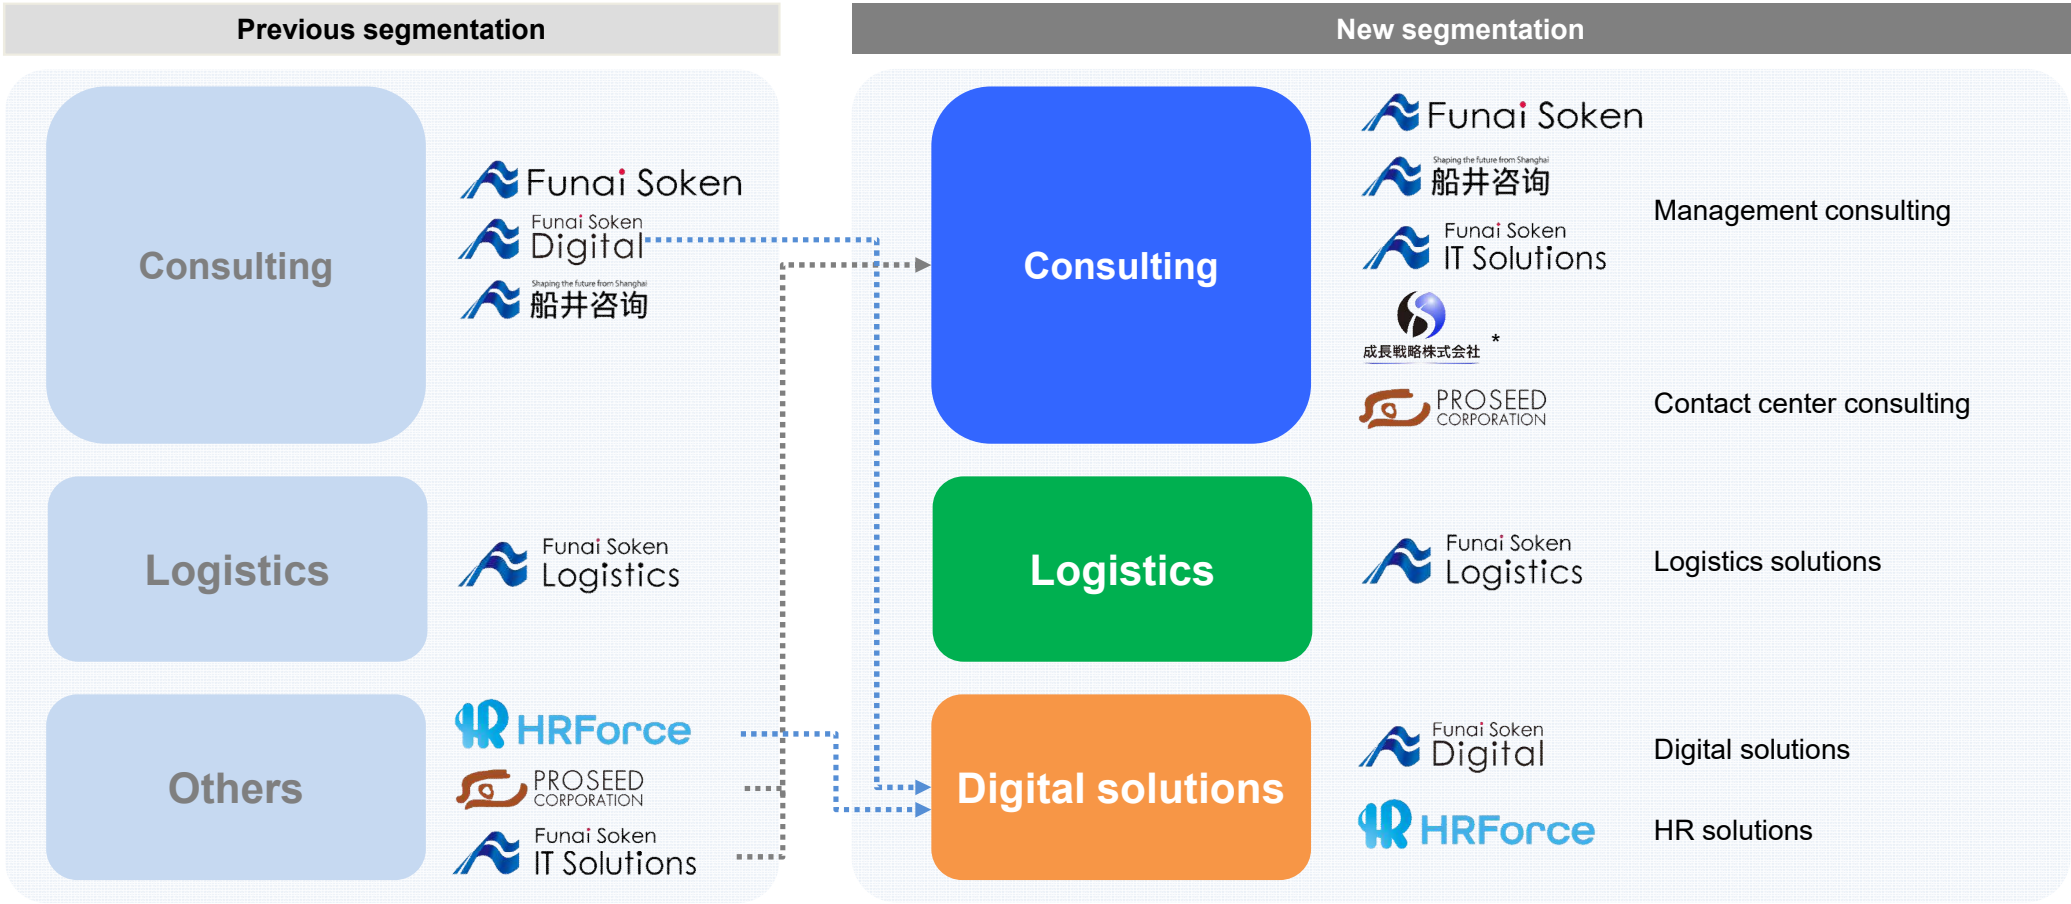 Previous segmentation
New segmentation
Consulting
Funai Soken
Funai Soken
Digital
Shaping the future from Shanghai
船井咨询
Logistics
Funai Soken
Logistics
Others
HRForce
PROSEED
CORPORATION
Funai Soken
IT Solutions
Consulting
Funai Soken
Shaping the future from Shanghai
船井咨询
Funai Soken
IT Solutions
成長戦略株式会社 *
Management consulting
PROSEED
CORPORATION
Contact center consulting
Logistics
Funai Soken
Logistics
Logistics solutions
Digital solutions
Funai Soken
Digital
Digital solutions
HRForce
HR solutions